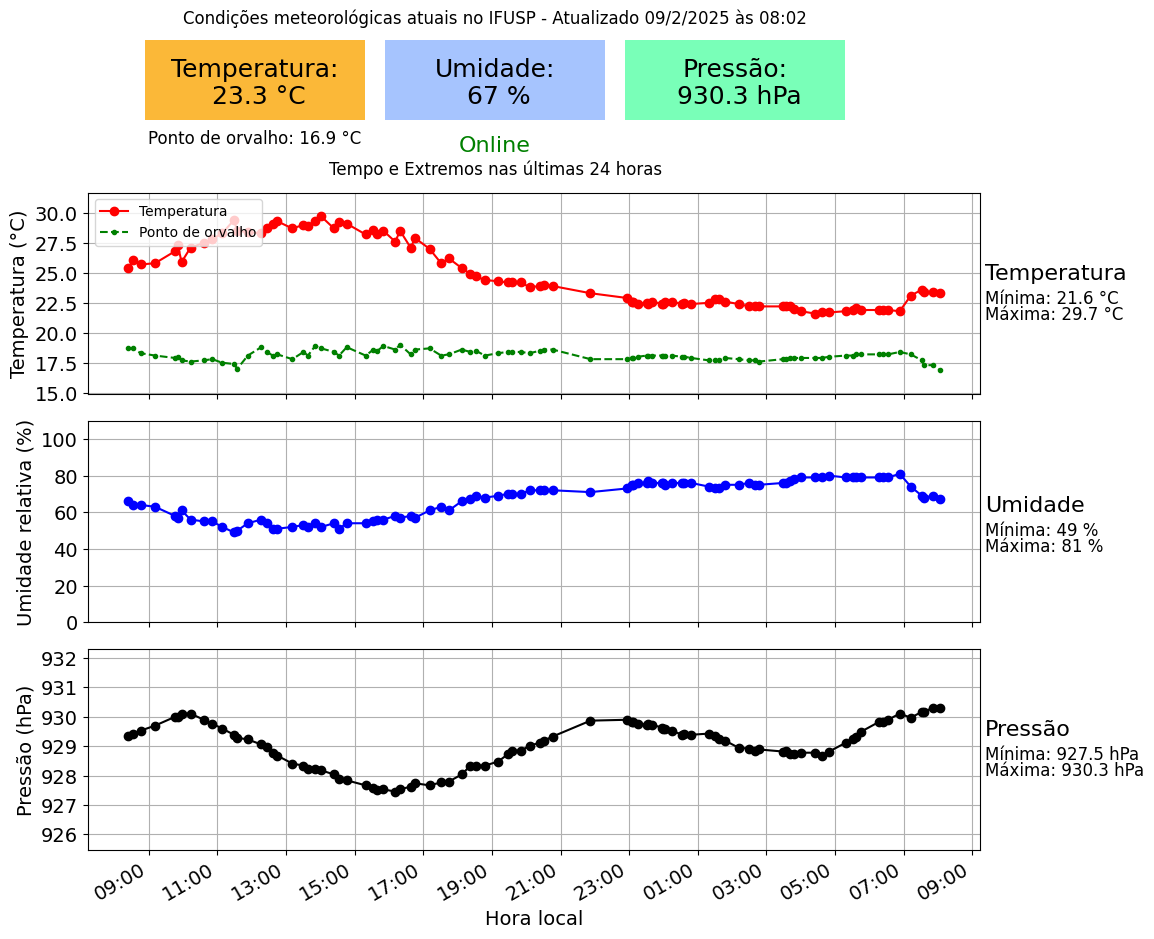 Condições meteorológicas atuais no IFUSP - Atualizado 09/2/2025 às 08:02
Temperatura:
23.3 °C
Umidade:
67 %
Pressão:
930.3 hPa
Ponto de orvalho: 16.9 °C
Online
Tempo e Extremos nas últimas 24 horas
Temperatura (°C)
30.0
27.5
25.0
22.5
20.0
17.5
15.0
Temperatura
Ponto de orvalho
Temperatura
Mínima: 21.6 °C
Máxima: 29.7 °C
Umidade relativa (%)
100
80
60
40
20
0
Umidade
Mínima: 49 %
Máxima: 81 %
Pressão (hPa)
932
931
930
929
928
927
926
Pressão
Mínima: 927.5 hPa
Máxima: 930.3 hPa
09:00 11:00 13:00 15:00 17:00 19:00 21:00 23:00 01:00 03:00 05:00 07:00 09:00
Hora local